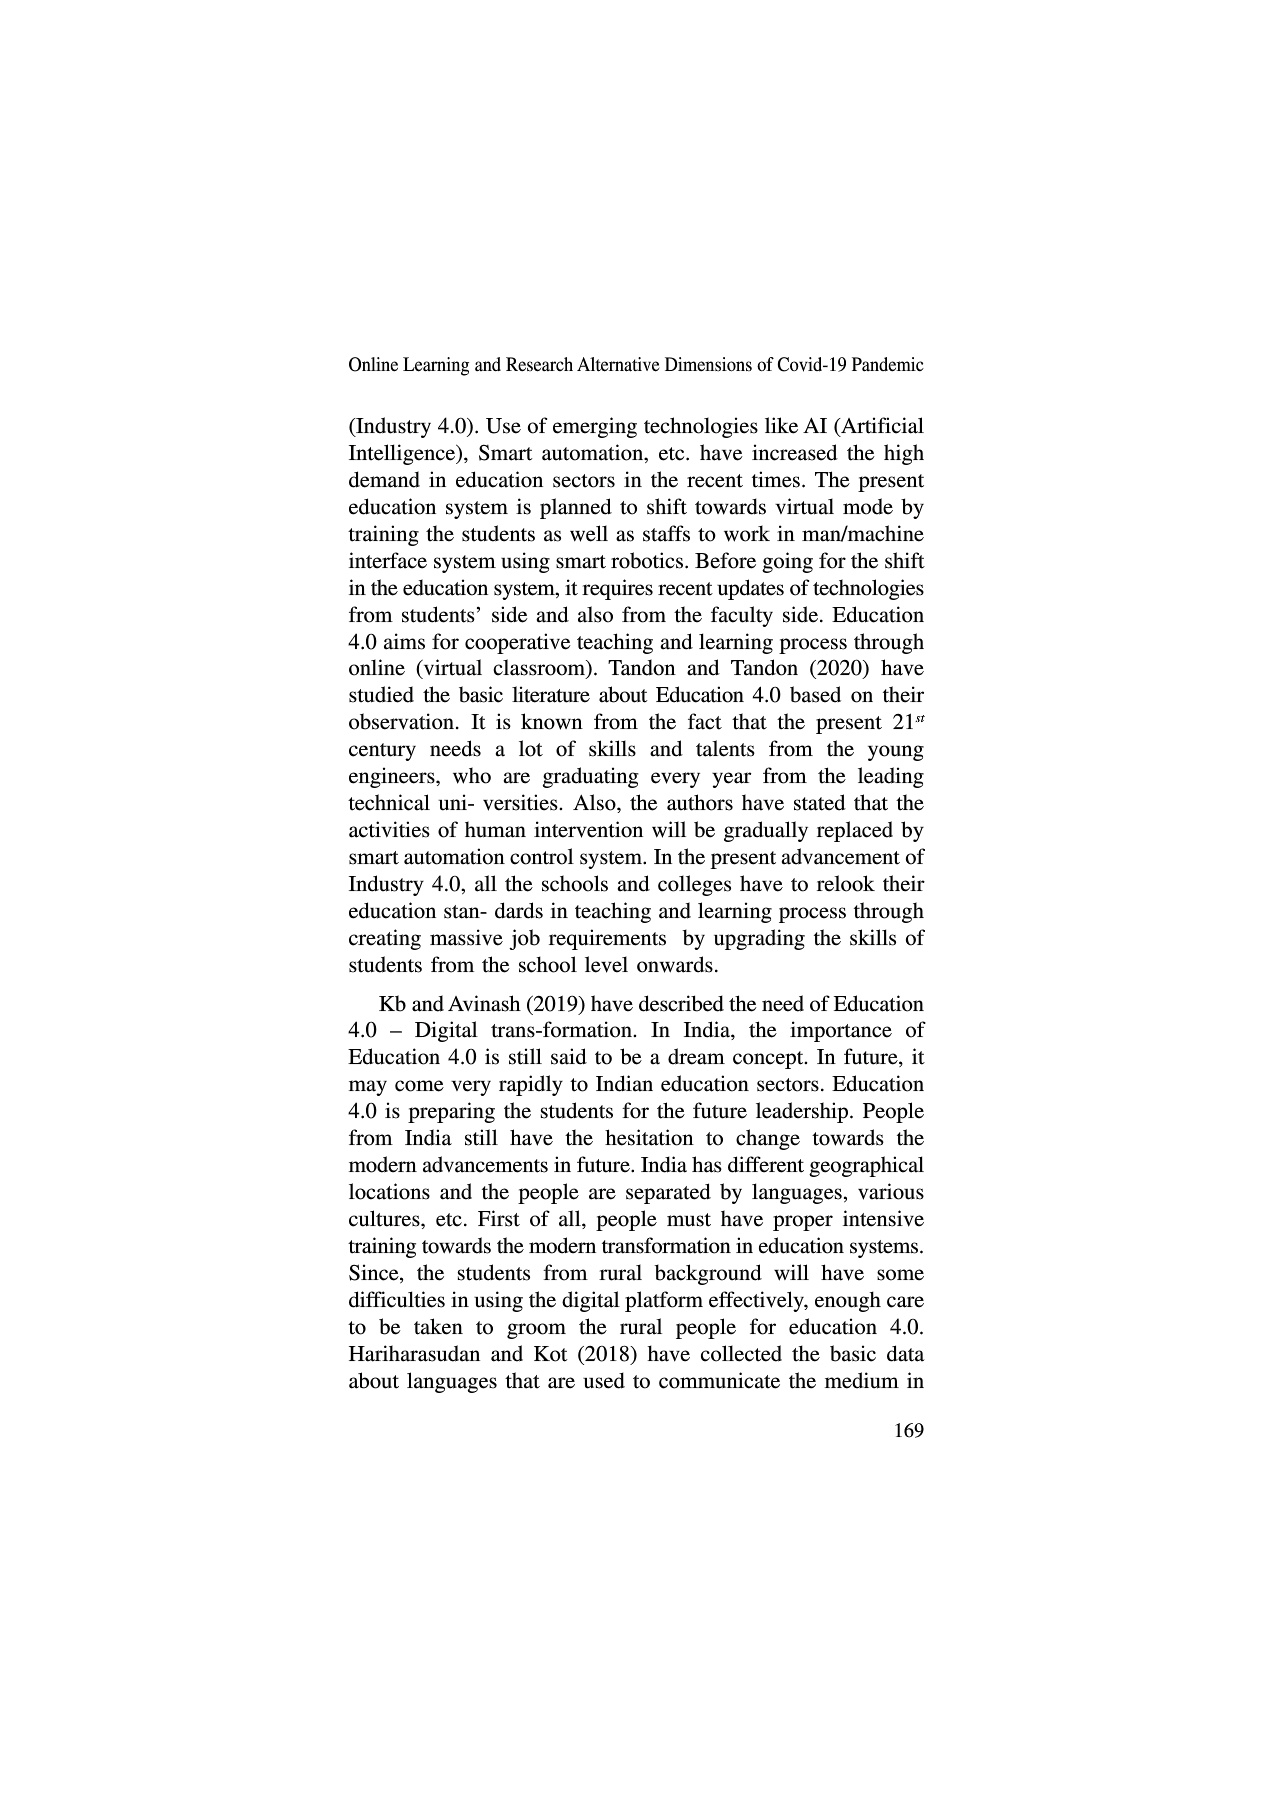 Online Learning and Research Alternative Dimensions of Covid-19 Pandemic
(Industry 4.0). Use of emerging technologies like AI (Artificial
Intelligence), Smart automation, etc. have increased the high
demand in education sectors in the recent times. The present
education system is planned to shift towards virtual mode by
training the students as well as staffs to work in man/machine
interface system using smart robotics. Before going for the shift
in the education system, it requires recent updates of technologies
from students’ side and also from the faculty side. Education
4.0 aims for cooperative teaching and learning process through
online (virtual classroom). Tandon and Tandon (2020) have
studied the basic literature about Education 4.0 based on their
observation. It is known from the fact that the present 21st
century needs a lot of skills and talents from the young
engineers, who are graduating every year from the leading
technical uni- versities. Also, the authors have stated that the
activities of human intervention will be gradually replaced by
smart automation control system. In the present advancement of
Industry 4.0, all the schools and colleges have to relook their
education stan- dards in teaching and learning process through
creating massive job requirements by upgrading the skills of
students from the school level onwards.
Kb and Avinash (2019) have described the need of Education
4.0 – Digital trans-formation. In India, the importance of
Education 4.0 is still said to be a dream concept. In future, it
may come very rapidly to Indian education sectors. Education
4.0 is preparing the students for the future leadership. People
from India still have the hesitation to change towards the
modern advancements in future. India has different geographical
locations and the people are separated by languages, various
cultures, etc. First of all, people must have proper intensive
training towards the modern transformation in education systems.
Since, the students from rural background will have some
difficulties in using the digital platform effectively, enough care
to be taken to groom the rural people for education 4.0.
Hariharasudan and Kot (2018) have collected the basic data
about languages that are used to communicate the medium in
169